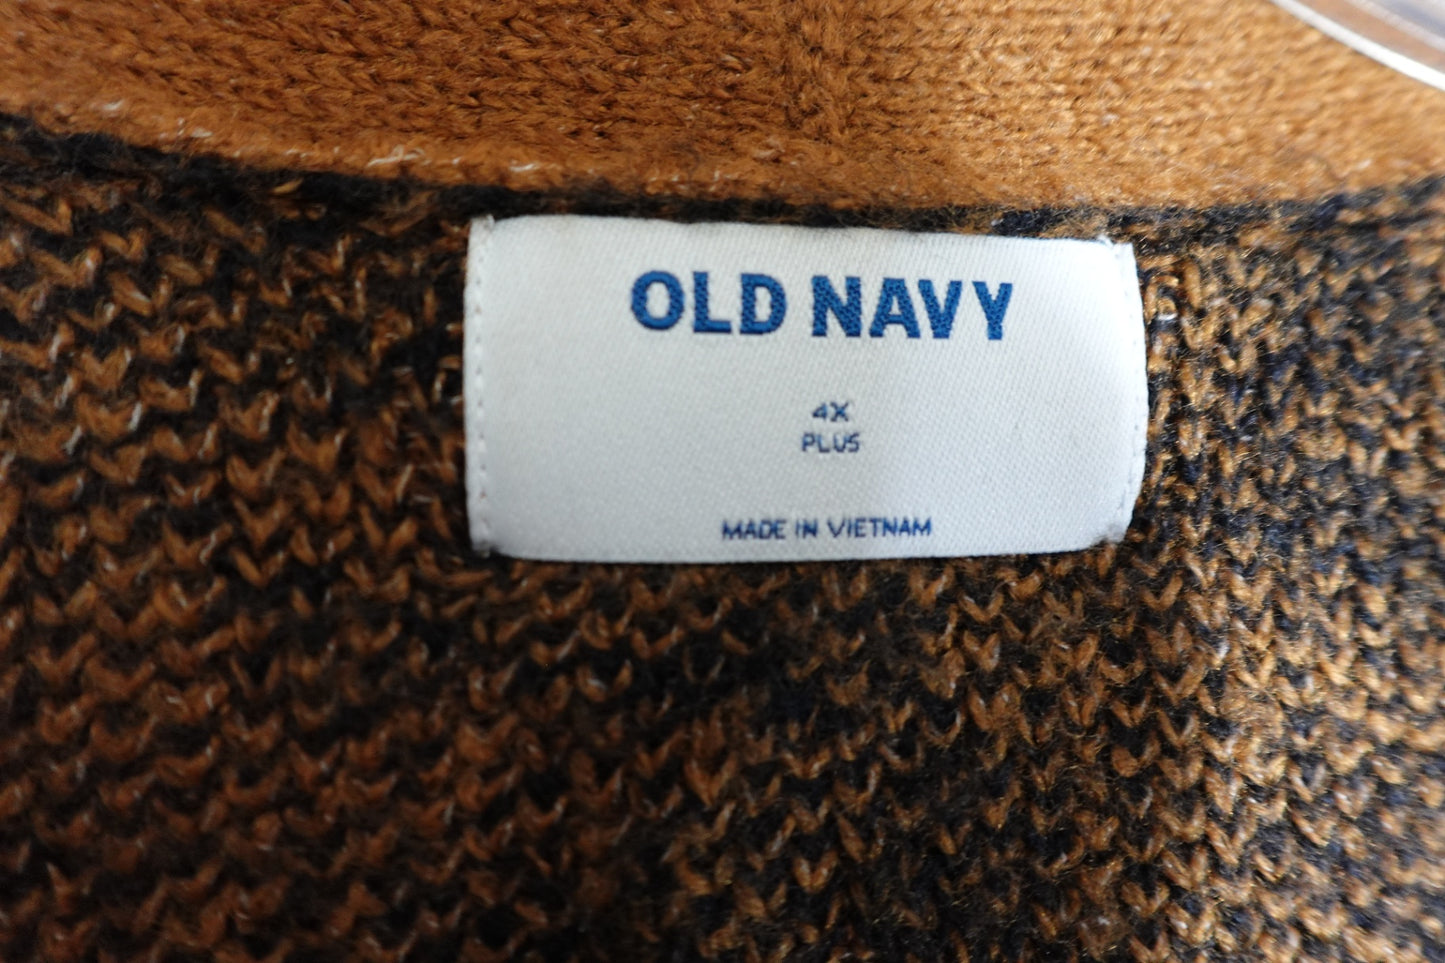 OLD NAVY
4X
PLUS
MADE IN VIETNAM